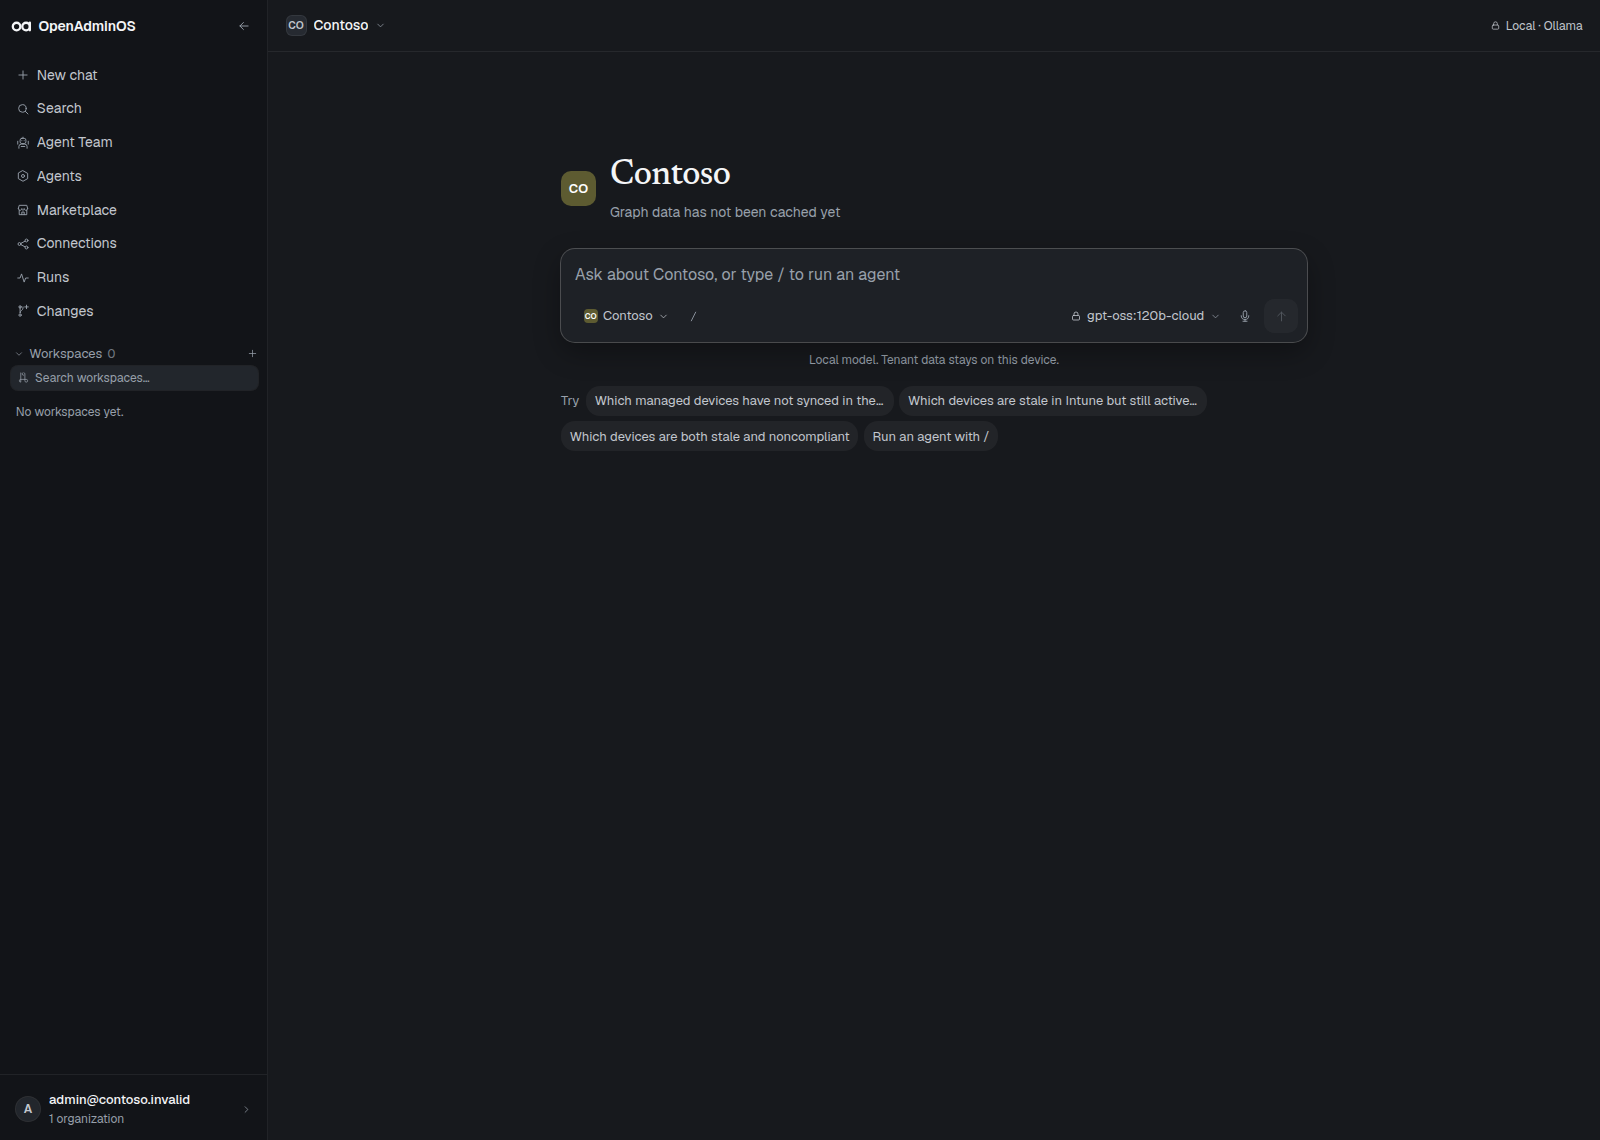 OpenAdminOS
New chat
Search
Agent Team
Agents
Marketplace
Connections
Runs
Changes
Workspaces 0
Search workspaces...
No workspaces yet.
A
admin@contoso.invalid
1 organization
CO Contoso
Local · Ollama
CO
Contoso
Graph data has not been cached yet
Ask about Contoso, or type / to run an agent
CO Contoso /
gpt-oss:120b-cloud
Local model. Tenant data stays on this device.
Try Which managed devices have not synced in the... Which devices are stale in Intune but still active...
Which devices are both stale and noncompliant Run an agent with /